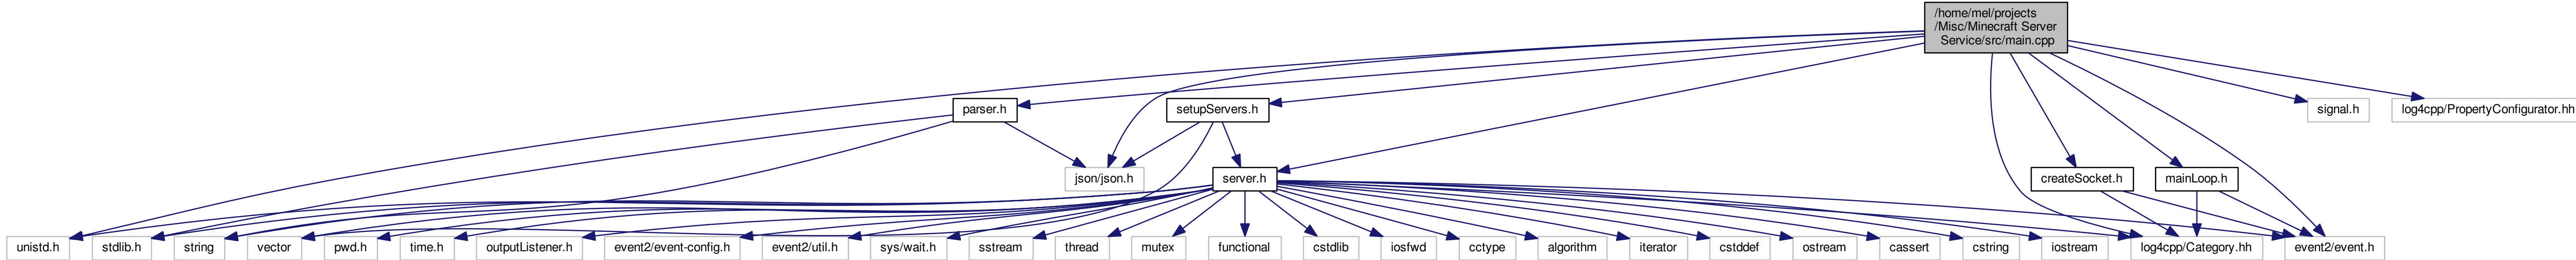 /home/mel/projects
/Misc/Minecraft Server
Service/src/main.cpp
parser.h
setupServers.h
signal.h
log4cpp/PropertyConfigurator.hh
json/json.h
server.h
createSocket.h
mainLoop.h
unistd.h
stdlib.h
string
vector
pwd.h
time.h
outputListener.h
event2/event-config.h
event2/util.h
sys/wait.h
sstream
thread
mutex
functional
cstdlib
iosfwd
cctype
algorithm
iterator
cstddef
ostream
cassert
cstring
iostream
log4cpp/Category.hh
event2/event.h